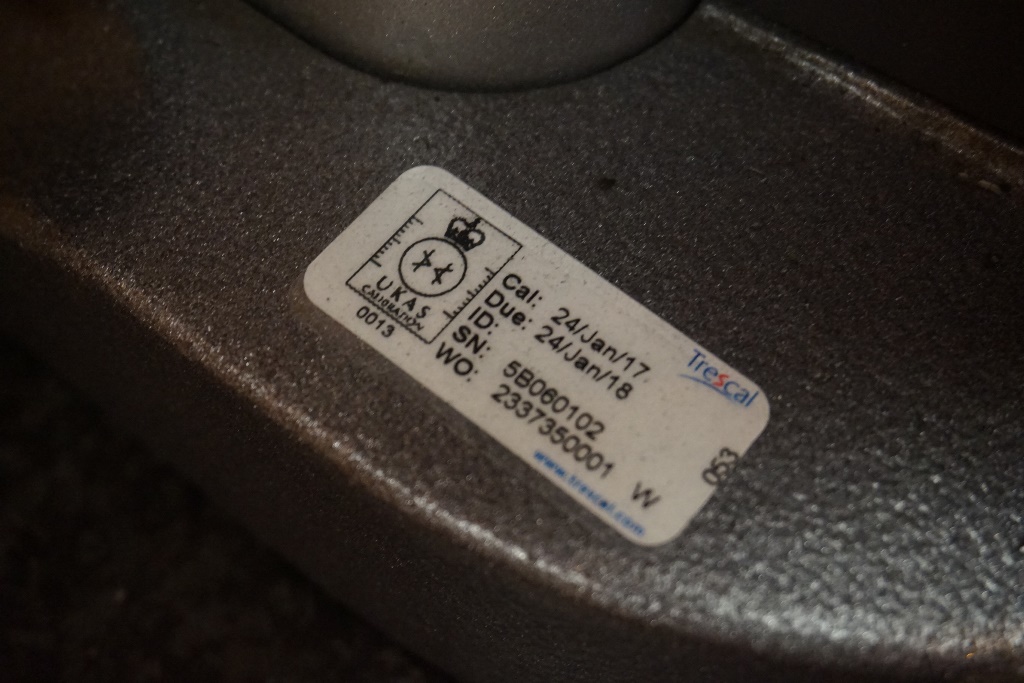 Trescal
UKAS
CALIBRATION
0013
Cal: 24/Jan/17
Due: 24/Jan/18
ID:
SN: 5B060102
WO: 2337350001 W
053
www.trescal.com